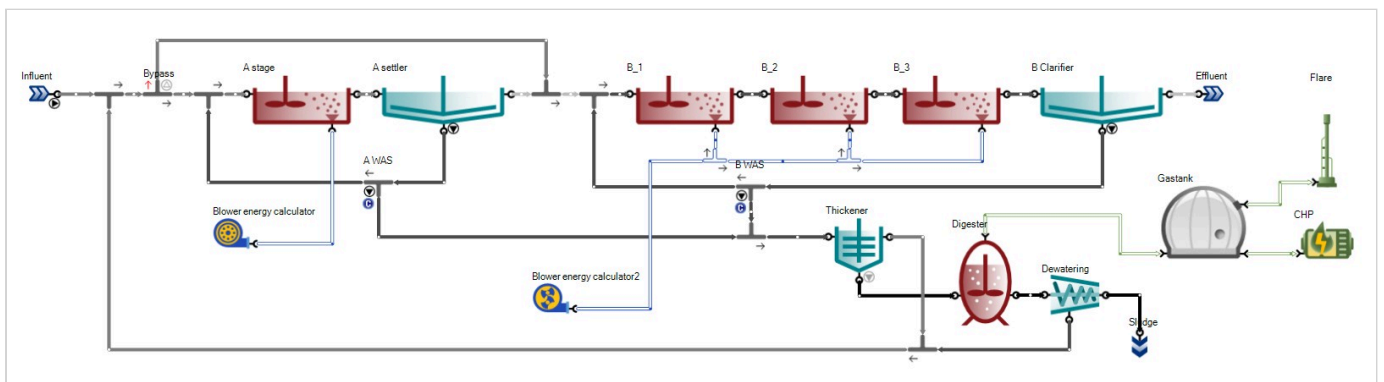 Influent
Bypass
A stage
A settler
B_1
B_2
B_3
B Clarifier
Effluent
Flare
A WAS
B WAS
C
C
Gastank
CHP
Blower energy calculator
Thickener
Digester
Dewatering
Blower energy calculator2
Sludge